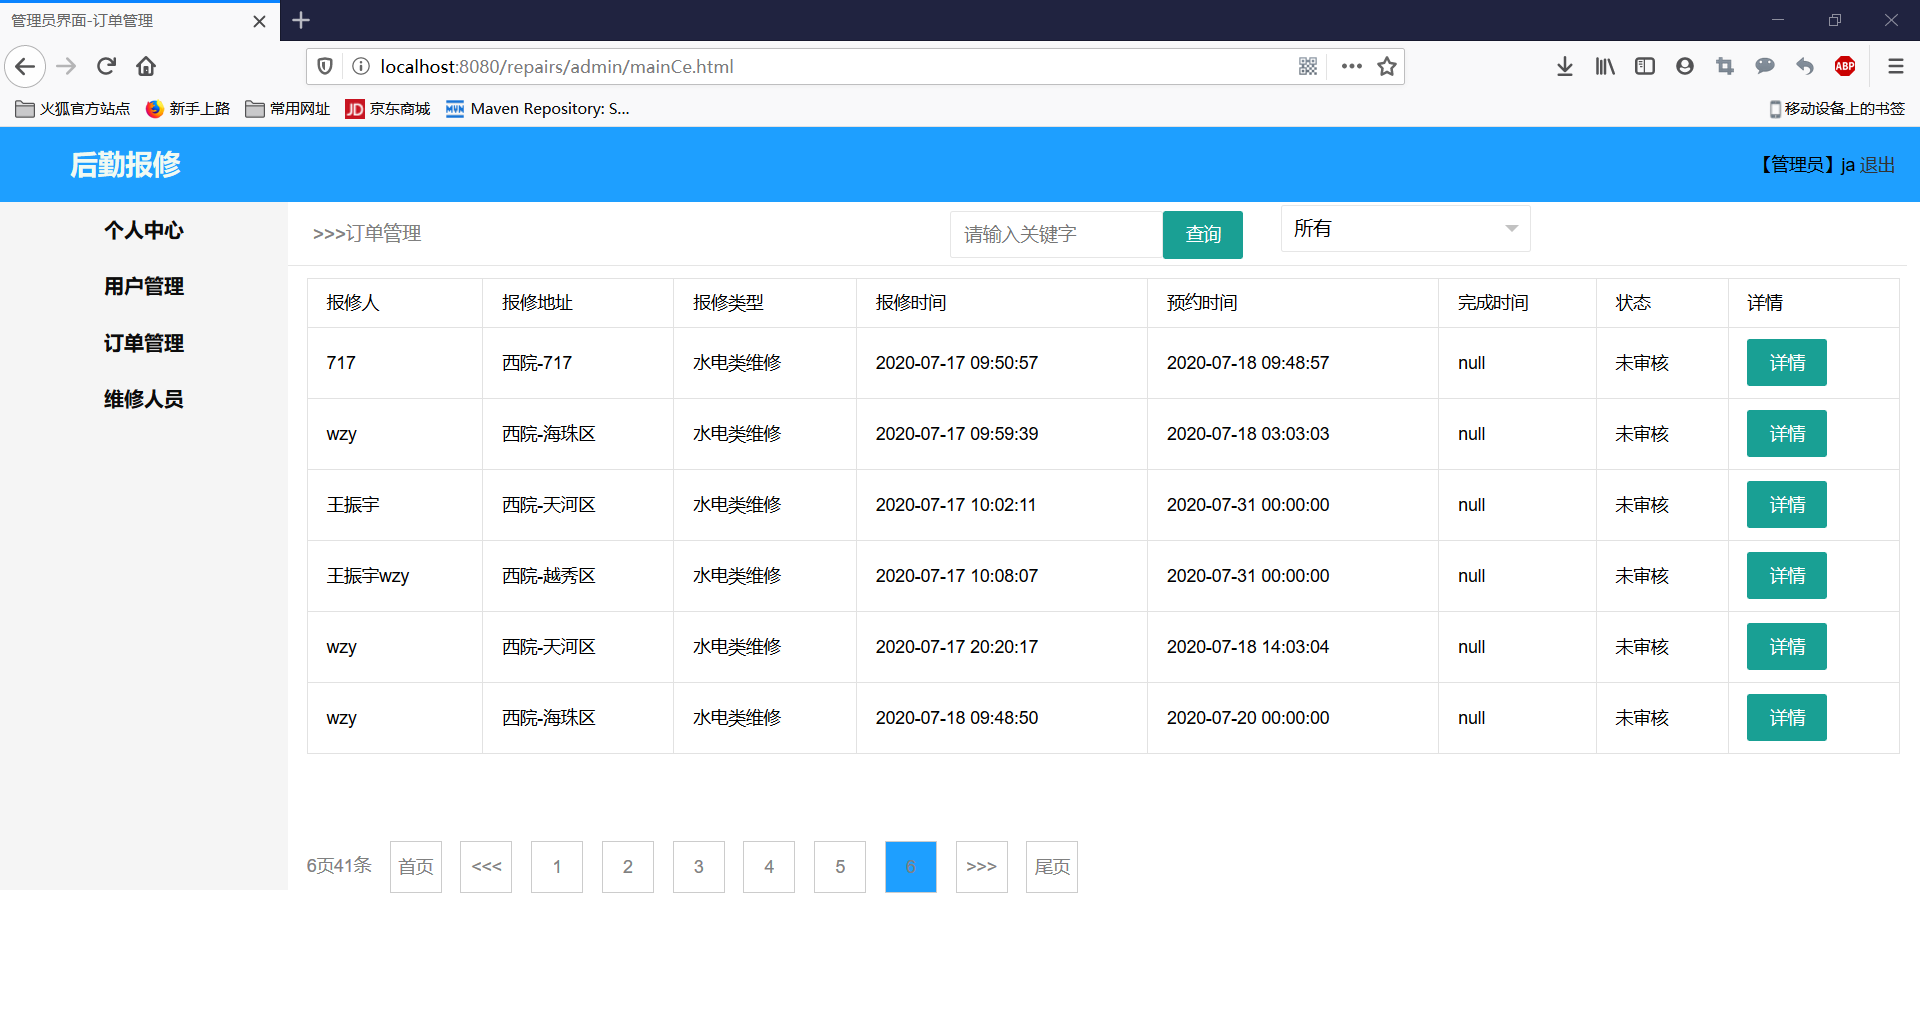 管理员界面-订单管理
localhost:8080/repairs/admin/mainCe.html
ABP
火狐官方站点 新手上路 常用网址 JD 京东商城 MVN Maven Repository: S... 移动设备上的书签
后勤报修 【管理员】ja 退出
个人中心
用户管理
订单管理
维修人员
>>>订单管理 请输入关键字 查询 所有
报修人 报修地址 报修类型 报修时间 预约时间 完成时间 状态 详情
717 西院-717 水电类维修 2020-07-17 09:50:57 2020-07-18 09:48:57 null 未审核 详情
wzy 西院-海珠区 水电类维修 2020-07-17 09:59:39 2020-07-18 03:03:03 null 未审核 详情
王振宇 西院-天河区 水电类维修 2020-07-17 10:02:11 2020-07-31 00:00:00 null 未审核 详情
王振宇wzy 西院-越秀区 水电类维修 2020-07-17 10:08:07 2020-07-31 00:00:00 null 未审核 详情
wzy 西院-天河区 水电类维修 2020-07-17 20:20:17 2020-07-18 14:03:04 null 未审核 详情
wzy 西院-海珠区 水电类维修 2020-07-18 09:48:50 2020-07-20 00:00:00 null 未审核 详情
6页41条 首页 <<< 1 2 3 4 5 6 >>> 尾页